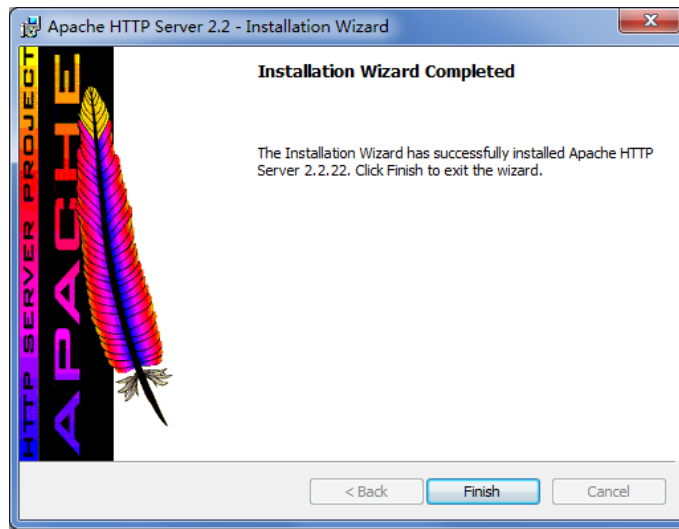 Apache HTTP Server 2.2 - Installation Wizard
HTTP SERVER PROJECT
APACHE
Installation Wizard Completed
The Installation Wizard has successfully installed Apache HTTP
Server 2.2.22. Click Finish to exit the wizard.
< Back
Finish
Cancel